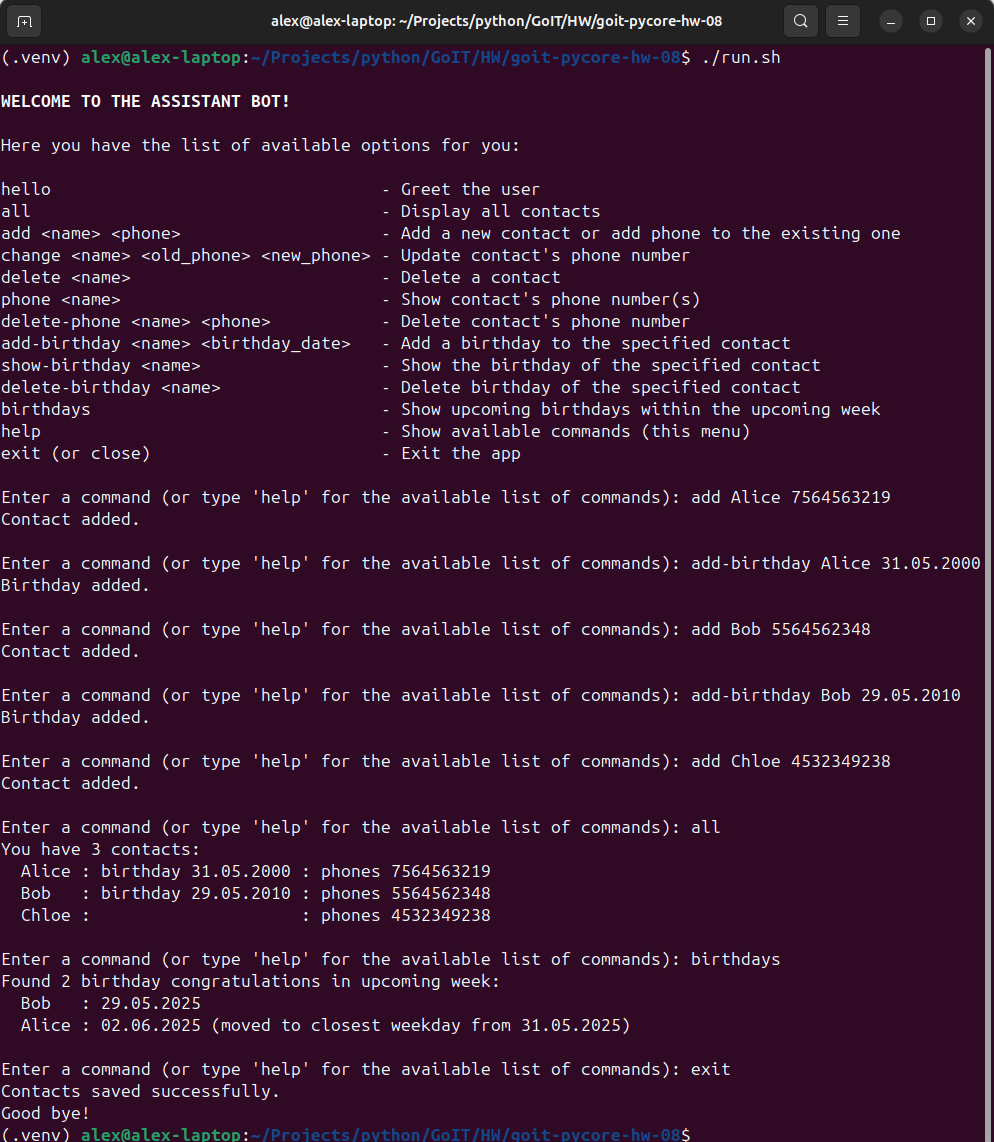 alex@alex-laptop: ~/Projects/python/GoIT/HW/goit-pycore-hw-08
(.venv) alex@alex-laptop:~/Projects/python/GoIT/HW/goit-pycore-hw-08$ ./run.sh
WELCOME TO THE ASSISTANT BOT!
Here you have the list of available options for you:
hello                                 - Greet the user
all                                   - Display all contacts
add <name> <phone>                    - Add a new contact or add phone to the existing one
change <name> <old_phone> <new_phone> - Update contact's phone number
delete <name>                         - Delete a contact
phone <name>                          - Show contact's phone number(s)
delete-phone <name> <phone>           - Delete contact's phone number
add-birthday <name> <birthday_date>   - Add a birthday to the specified contact
show-birthday <name>                  - Show the birthday of the specified contact
delete-birthday <name>                - Delete birthday of the specified contact
birthdays                             - Show upcoming birthdays within the upcoming week
help                                  - Show available commands (this menu)
exit (or close)                       - Exit the app
Enter a command (or type 'help' for the available list of commands): add Alice 7564563219
Contact added.
Enter a command (or type 'help' for the available list of commands): add-birthday Alice 31.05.2000
Birthday added.
Enter a command (or type 'help' for the available list of commands): add Bob 5564562348
Contact added.
Enter a command (or type 'help' for the available list of commands): add-birthday Bob 29.05.2010
Birthday added.
Enter a command (or type 'help' for the available list of commands): add Chloe 4532349238
Contact added.
Enter a command (or type 'help' for the available list of commands): all
You have 3 contacts:
  Alice : birthday 31.05.2000 : phones 7564563219
  Bob   : birthday 29.05.2010 : phones 5564562348
  Chloe :                     : phones 4532349238
Enter a command (or type 'help' for the available list of commands): birthdays
Found 2 birthday congratulations in upcoming week:
  Bob   : 29.05.2025
  Alice : 02.06.2025 (moved to closest weekday from 31.05.2025)
Enter a command (or type 'help' for the available list of commands): exit
Contacts saved successfully.
Good bye!
(.venv) alex@alex-laptop:~/Projects/python/GoIT/HW/goit-pycore-hw-08$